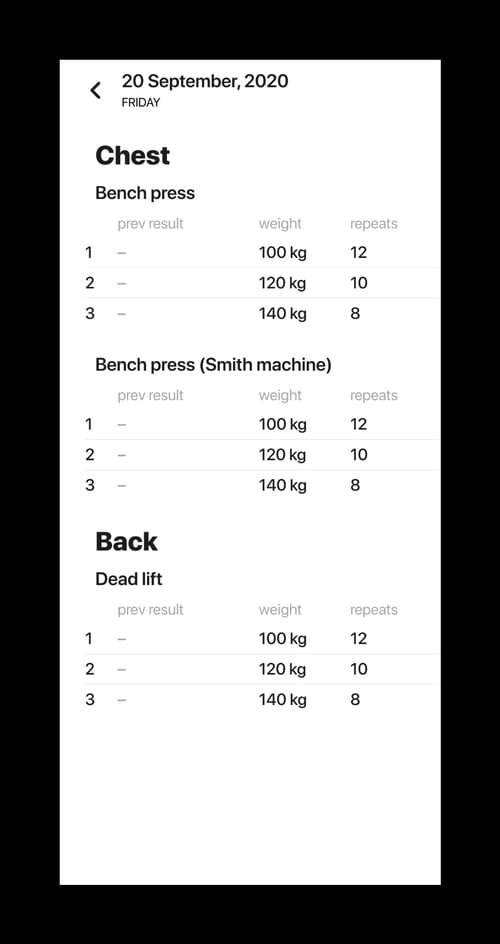 20 September, 2020
FRIDAY
Chest
Bench press
prev result weight repeats
1 – 100 kg 12
2 – 120 kg 10
3 – 140 kg 8
Bench press (Smith machine)
prev result weight repeats
1 – 100 kg 12
2 – 120 kg 10
3 – 140 kg 8
Back
Dead lift
prev result weight repeats
1 – 100 kg 12
2 – 120 kg 10
3 – 140 kg 8